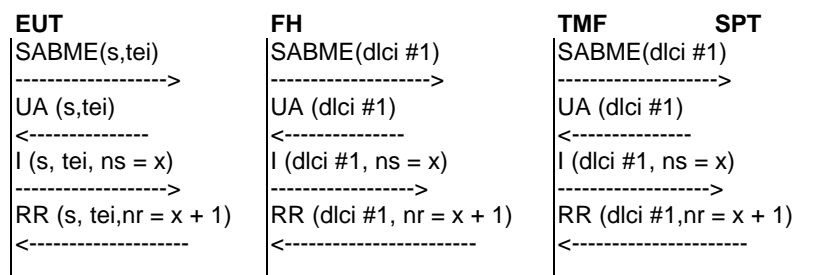 EUT FH TMF SPT
SABME(s,tei) SABME(dlci #1) SABME(dlci #1)
-------------------> --------------------> -------------------->
UA (s,tei) UA (dlci #1) UA (dlci #1)
<--------------- <--------------- <---------------
I (s, tei, ns = x) I (dlci #1, ns = x) I (dlci #1, ns = x)
-------------------> ------------------> ------------------->
RR (s, tei,nr = x + 1) RR (dlci #1, nr = x + 1) RR (dlci #1,nr = x + 1)
<-------------------- <------------------------ <----------------------